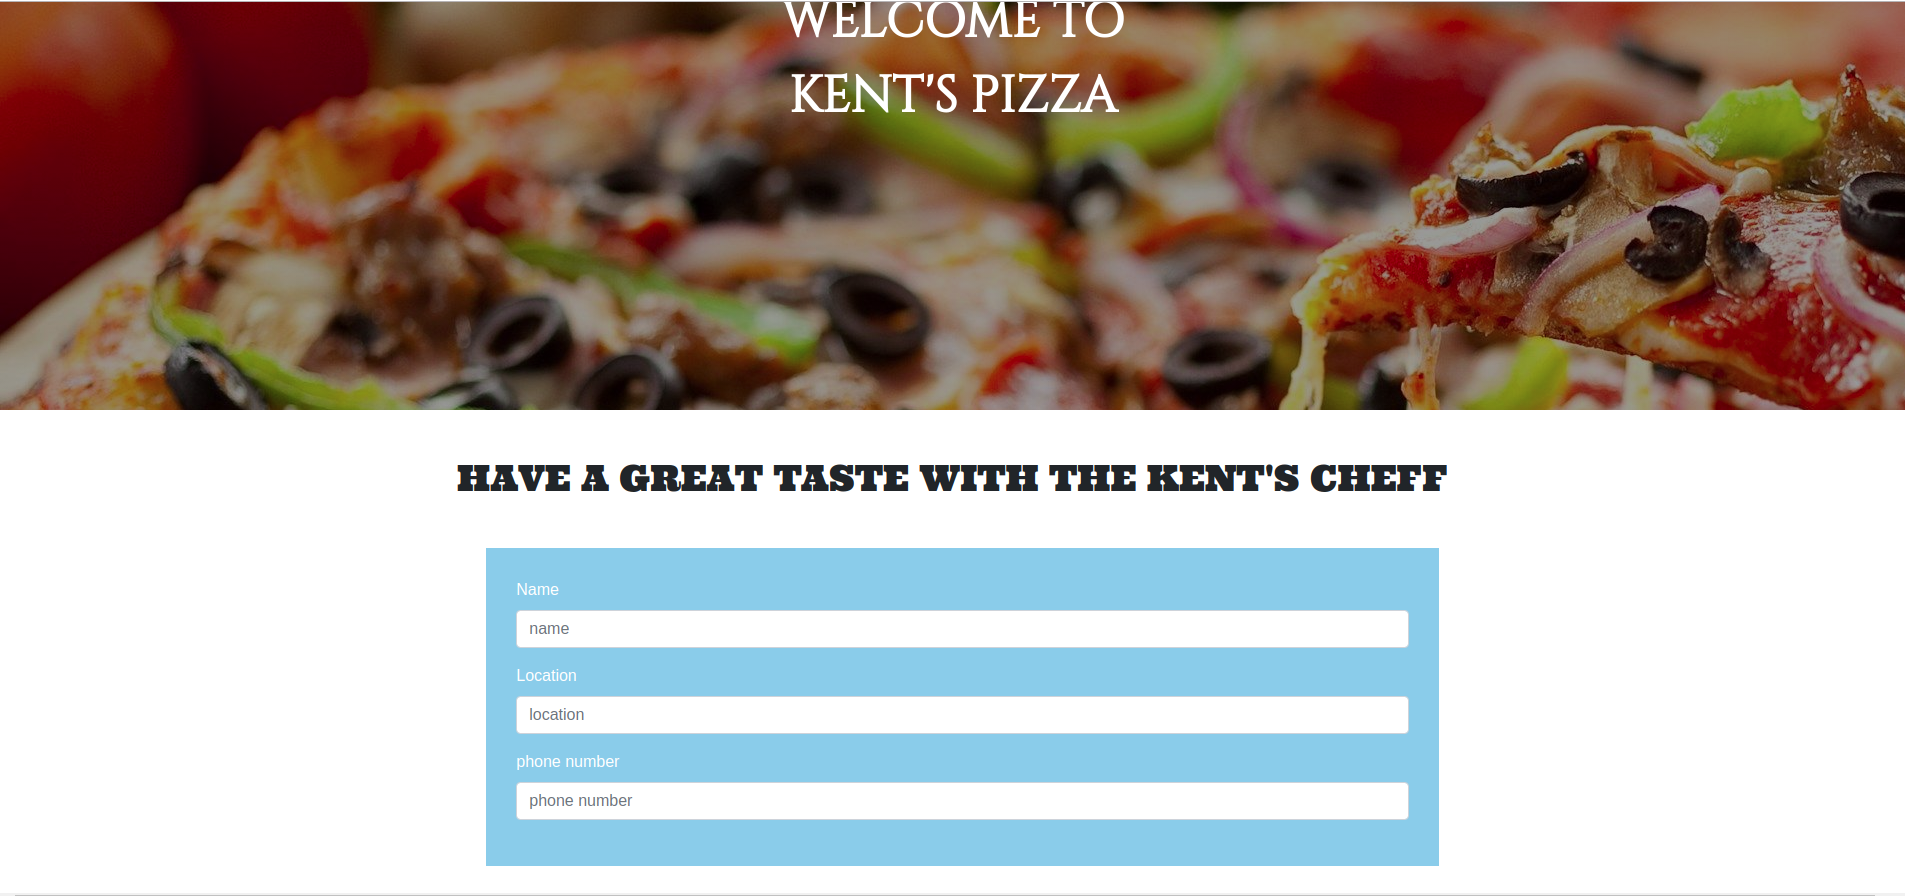 WELCOME TO
KENT'S PIZZA
HAVE A GREAT TASTE WITH THE KENT'S CHEFF
Name
name
Location
location
phone number
phone number